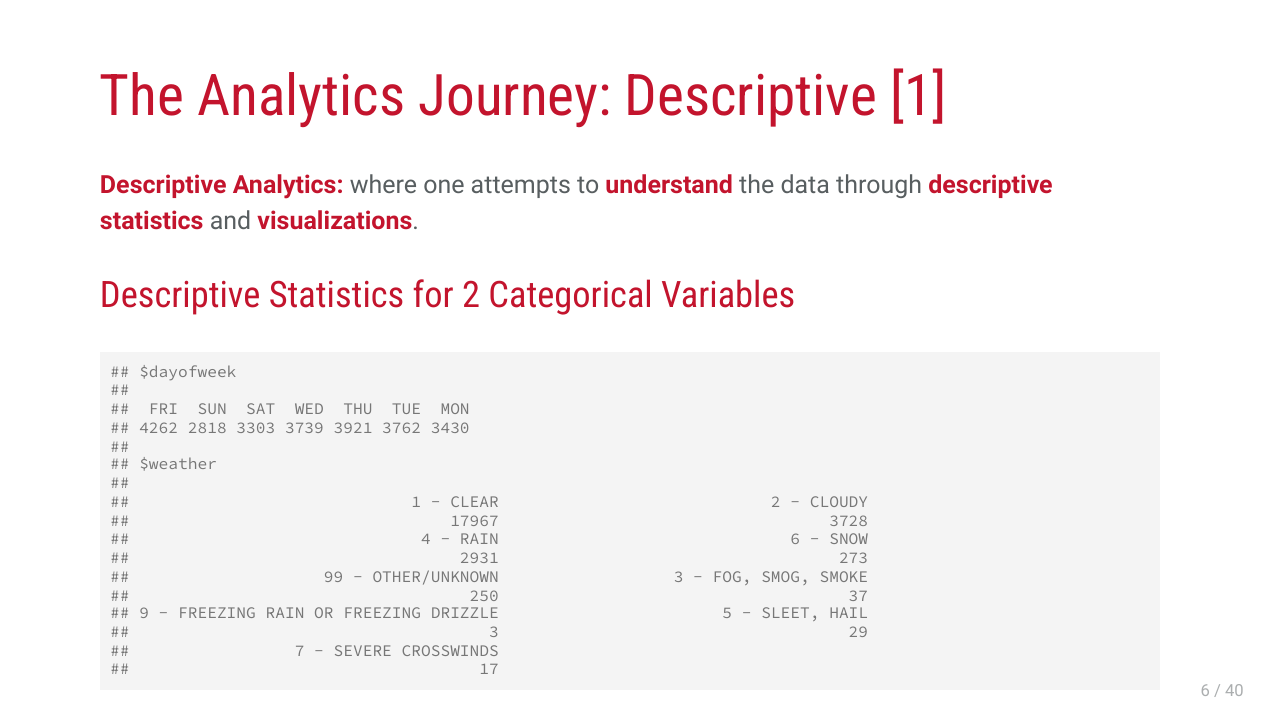 The Analytics Journey: Descriptive [1]
Descriptive Analytics: where one attempts to understand the data through descriptive
statistics and visualizations.
Descriptive Statistics for 2 Categorical Variables
## $dayofweek
##
##  FRI  SUN  SAT  WED  THU  TUE  MON
## 4262 2818 3303 3739 3921 3762 3430
##
## $weather
##
##                             1 - CLEAR                            2 - CLOUDY
##                                 17967                                  3728
##                              4 - RAIN                              6 - SNOW
##                                  2931                                   273
##                    99 - OTHER/UNKNOWN                  3 - FOG, SMOG, SMOKE
##                                   250                                    37
## 9 - FREEZING RAIN OR FREEZING DRIZZLE                       5 - SLEET, HAIL
##                                     3                                    29
##                 7 - SEVERE CROSSWINDS
##                                    17
6 / 40